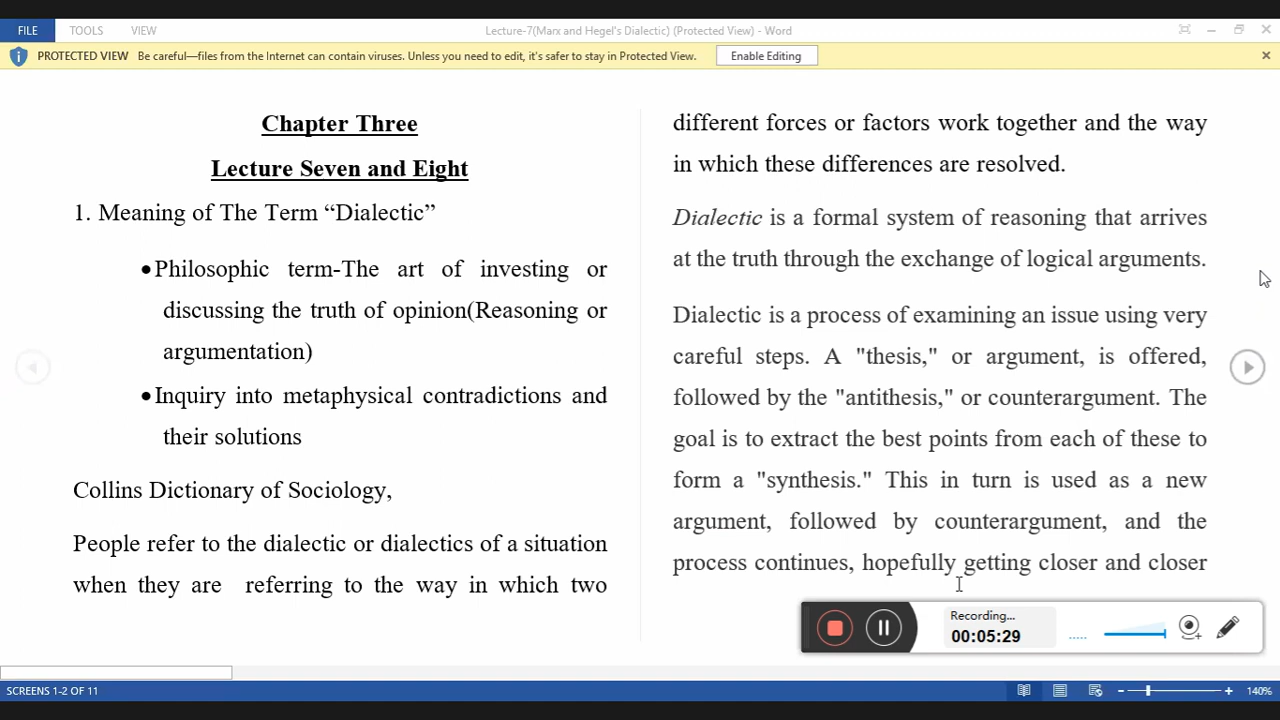 FILE TOOLS VIEW Lecture-7(Marx and Hegel's Dialectic) (Protected View) - Word
PROTECTED VIEW Be careful—files from the Internet can contain viruses. Unless you need to edit, it's safer to stay in Protected View. Enable Editing
Chapter Three
Lecture Seven and Eight
1. Meaning of The Term “Dialectic”
•Philosophic term-The art of investing or
discussing the truth of opinion(Reasoning or
argumentation)
•Inquiry into metaphysical contradictions and
their solutions
Collins Dictionary of Sociology,
People refer to the dialectic or dialectics of a situation
when they are referring to the way in which two
different forces or factors work together and the way
in which these differences are resolved.
Dialectic is a formal system of reasoning that arrives
at the truth through the exchange of logical arguments.
Dialectic is a process of examining an issue using very
careful steps. A "thesis," or argument, is offered,
followed by the "antithesis," or counterargument. The
goal is to extract the best points from each of these to
form a "synthesis." This in turn is used as a new
argument, followed by counterargument, and the
process continues, hopefully getting closer and closer
Recording...
00:05:29
SCREENS 1-2 OF 11 140%